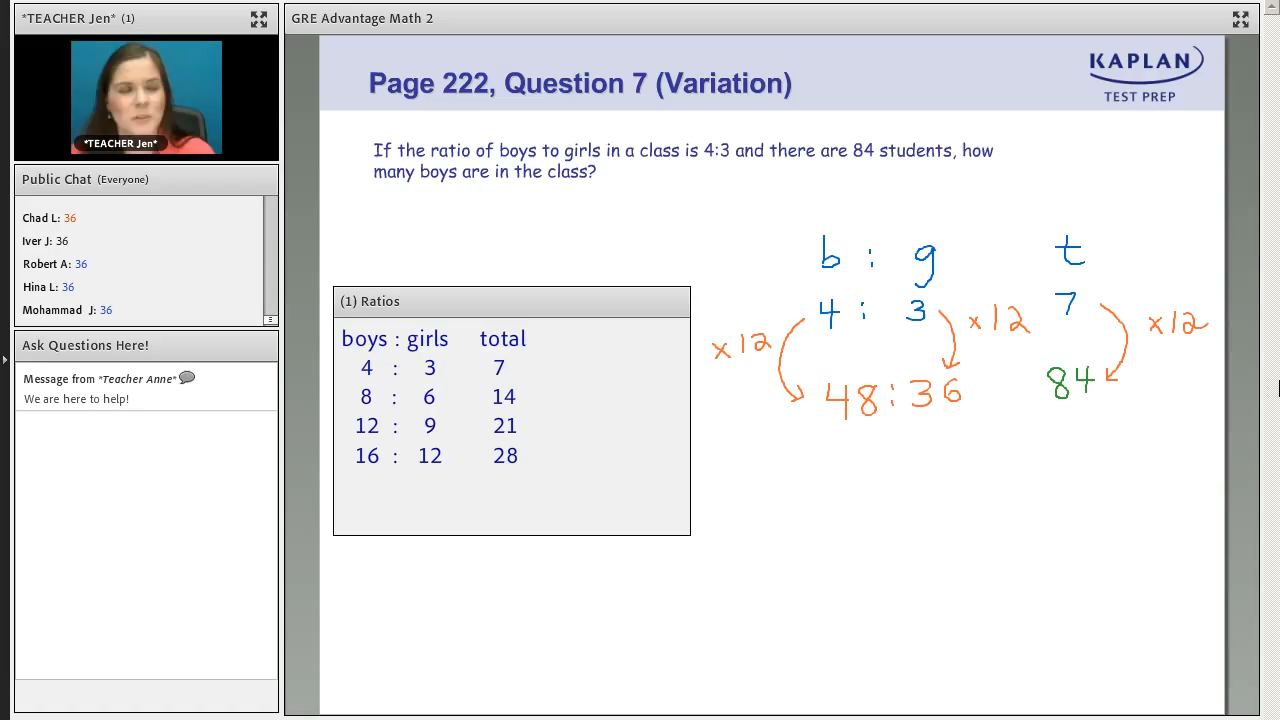 *TEACHER Jen* (1)
*TEACHER Jen*
Public Chat (Everyone)
Chad L: 36
Iver J: 36
Robert A: 36
Hina L: 36
Mohammad J: 36
Ask Questions Here!
Message from *Teacher Anne*
We are here to help!
GRE Advantage Math 2
Page 222, Question 7 (Variation)
KAPLAN
TEST PREP
If the ratio of boys to girls in a class is 4:3 and there are 84 students, how
many boys are in the class?
(1) Ratios
boys : girls total
4 : 3 7
8 : 6 14
12 : 9 21
16 : 12 28
b : g t
4 : 3 7
x12 x12 x12
48 : 36 84